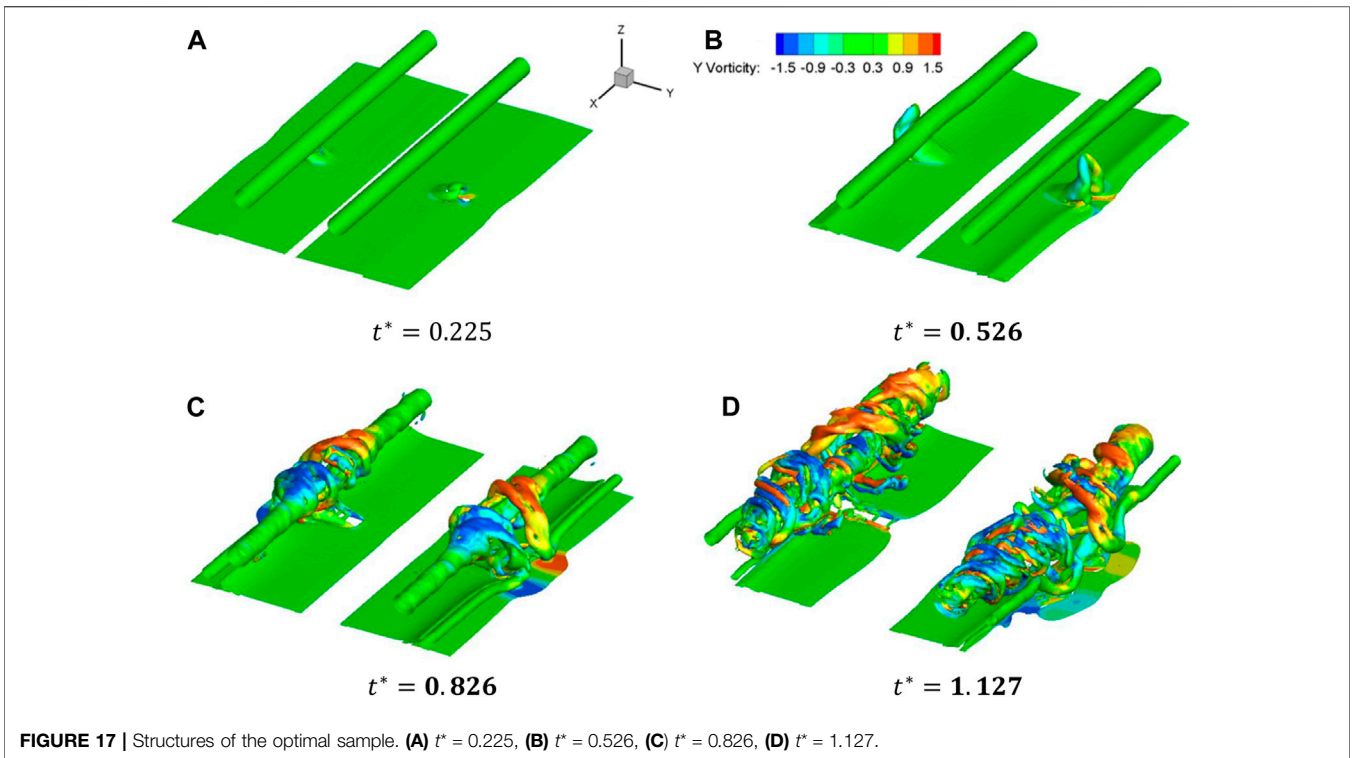 A
Z
X
Y
B
Y Vorticity: -1.5 -0.9 -0.3 0.3 0.9 1.5
t* = 0.225
t* = 0.526
C
D
t* = 0.826
t* = 1.127
FIGURE 17 | Structures of the optimal sample. (A) t* = 0.225, (B) t* = 0.526, (C) t* = 0.826, (D) t* = 1.127.